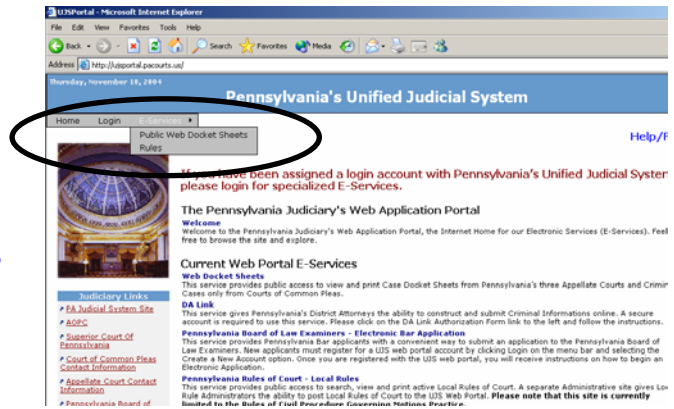 UJSPortal - Microsoft Internet Explorer
File Edit View Favorites Tools Help
Back Search Favorites Media
Address http://ujsportal.pacourts.us/
Thursday, November 18, 2004
Pennsylvania's Unified Judicial System
Home Login E-Services
Public Web Docket Sheets
Rules
Help/F
If you have been assigned a login account with Pennsylvania's Unified Judicial System
please login for specialized E-Services.
The Pennsylvania Judiciary's Web Application Portal
Welcome
Welcome to the Pennsylvania Judiciary's Web Application Portal, the Internet Home for our Electronic Services (E-Services). Feel
free to browse the site and explore.
Current Web Portal E-Services
Web Docket Sheets
This service provides public access to view and print Case Docket Sheets from Pennsylvania's three Appellate Courts and Crimin
Cases only from Courts of Common Pleas.
DA Link
This service gives Pennsylvania's District Attorneys the ability to construct and submit Criminal Informations online. A secure
account is required to use this service. Please click on the DA Link Authorization Form link to the left and follow the instructions.
Pennsylvania Board of Law Examiners - Electronic Bar Application
This service provides Pennsylvania Bar applicants with a convenient way to submit an application to the Pennsylvania Board of
Law Examiners. New applicants must register for a UJS web portal account by clicking Login on the menu bar and selecting the
Create a New Account option. Once you are registered with the UJS web portal, you will receive instructions on how to begin an
Electronic Application.
Pennsylvania Rules of Court - Local Rules
This service provides public access to search, view and print active Local Rules of Court. A separate Administrative site gives Loc
Rule Administrators the ability to post Local Rules of Court to the UJS Web Portal. Please note that this site is currently
limited to the Rules of Civil Procedure Governing Motions Practice.
Judiciary Links
PA Judicial System Site
AOPC
Superior Court Of
Pennsylvania
Court of Common Pleas
Contact Information
Appellate Court Contact
Information
Pennsylvania Board of